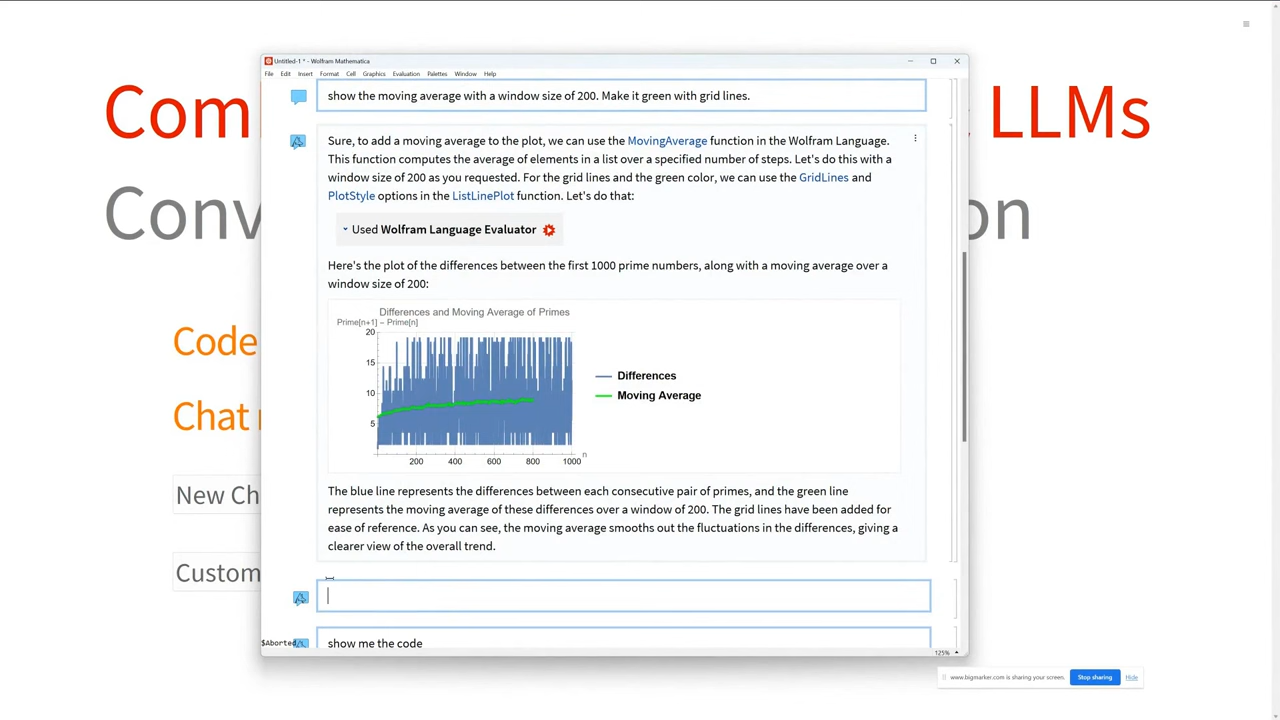 Com
LLMs
Conv
on
Code
Chat
New Ch
Custom
Untitled-1 * - Wolfram Mathematica
File Edit Insert Format Cell Graphics Evaluation Palettes Window Help
show the moving average with a window size of 200. Make it green with grid lines.
Sure, to add a moving average to the plot, we can use the MovingAverage function in the Wolfram Language.
This function computes the average of elements in a list over a specified number of steps. Let's do this with a
window size of 200 as you requested. For the grid lines and the green color, we can use the GridLines and
PlotStyle options in the ListLinePlot function. Let's do that:
Used Wolfram Language Evaluator
Here's the plot of the differences between the first 1000 prime numbers, along with a moving average over a
window size of 200:
Differences and Moving Average of Primes
Prime[n+1] − Prime[n]
20
15
10
5
200 400 600 800 1000
n
Differences
Moving Average
The blue line represents the differences between each consecutive pair of primes, and the green line
represents the moving average of these differences over a window of 200. The grid lines have been added for
ease of reference. As you can see, the moving average smooths out the fluctuations in the differences, giving a
clearer view of the overall trend.
show me the code
$Aborted
125%
www.bigmarker.com is sharing your screen.
Stop sharing
Hide